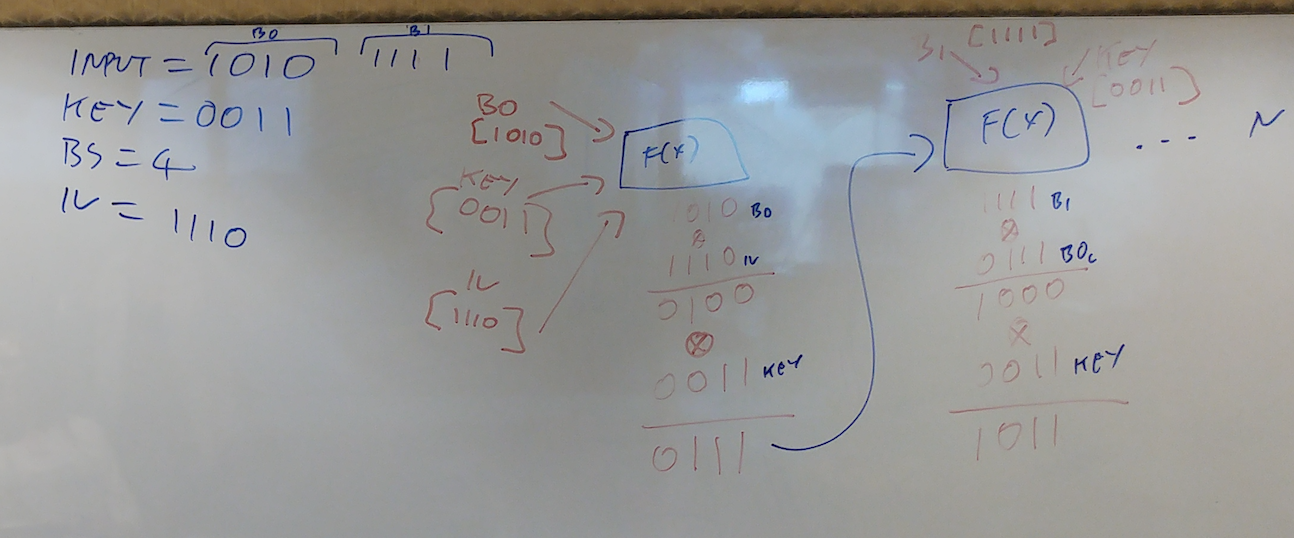 B0 B1
INPUT = 1010 1111
KEY = 0011
BS = 4
IV = 1110
B0
[1010]
KEY
[0011]
IV
[1110]
F(x)
1010 B0
1110 IV
0100
⊗
0011 KEY
0111
B1 [1111]
KEY
[0011]
F(x)
... N
1111 B1
⊗
0111 B0c
1000
⊗
0011 KEY
1011